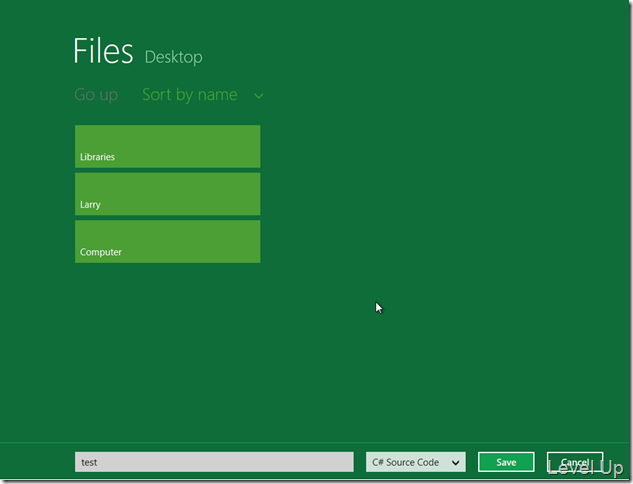 Files Desktop
Go up Sort by name
Libraries
Larry
Computer
test C# Source Code Save Cancel
Level Up